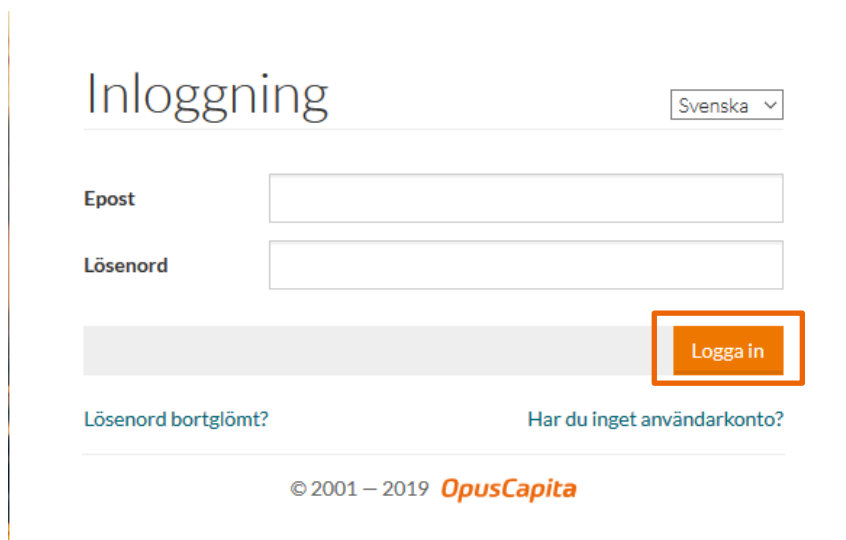 Inloggning
Svenska
Epost
Lösenord
Logga in
Lösenord bortglömt?
Har du inget användarkonto?
© 2001 – 2019 OpusCapita